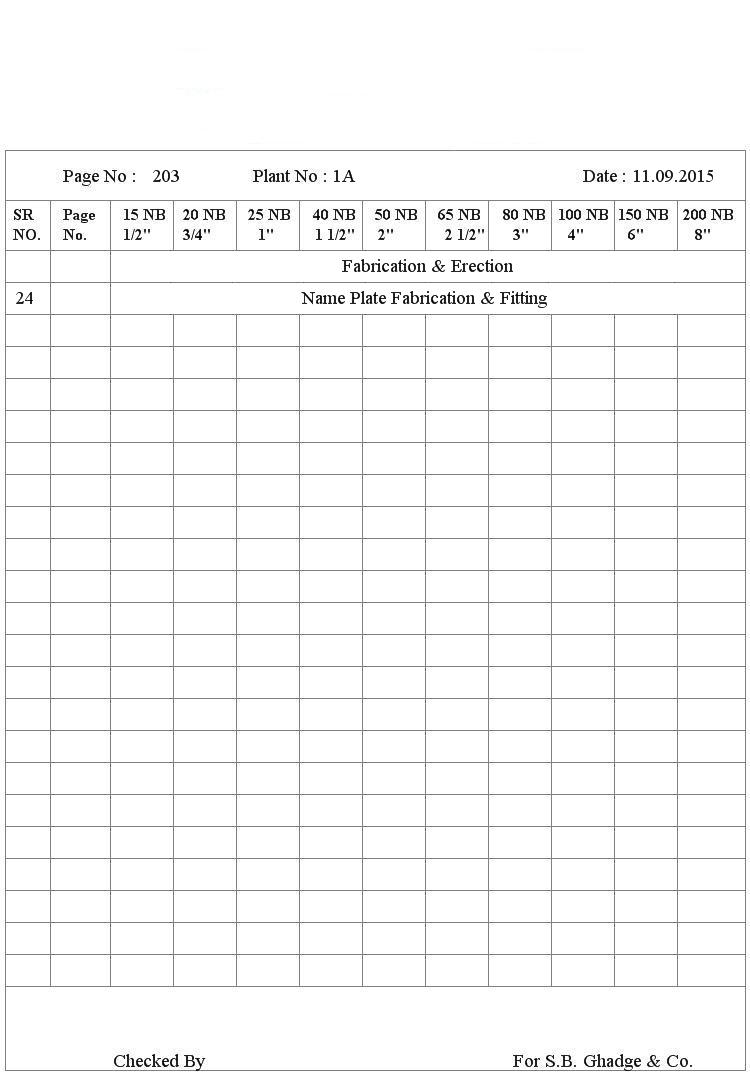 Page No : 203 Plant No : 1A Date : 11.09.2015
SR Page 15 NB 20 NB 25 NB 40 NB 50 NB 65 NB 80 NB 100 NB 150 NB 200 NB
NO. No. 1/2" 3/4" 1" 1 1/2" 2" 2 1/2" 3" 4" 6" 8"
Fabrication & Erection
24 Name Plate Fabrication & Fitting
Checked By For S.B. Ghadge & Co.